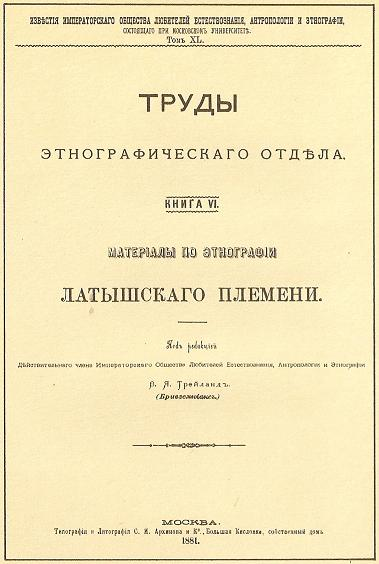 ИЗВѢСТІЯ ИМПЕРАТОРСКАГО ОБЩЕСТВА ЛЮБИТЕЛЕЙ ЕСТЕСТВОЗНАНІЯ, АНТРОПОЛОГІИ И ЭТНОГРАФІИ,
СОСТОЯЩАГО ПРИ МОСКОВСКОМЪ УНИВЕРСИТЕТѢ.
Томъ XL.
ТРУДЫ
ЭТНОГРАФИЧЕСКАГО ОТДѢЛА.
КНИГА VI.
МАТЕРІАЛЫ ПО ЭТНОГРАФІИ
ЛАТЫШСКАГО ПЛЕМЕНИ.
Подъ редакціей
Дѣйствительнаго члена Императорскаго Общества Любителей Естествознанія, Антропологіи и Этнографіи
Ѳ. Я. Трейландъ.
(Бривземніаксъ.)
МОСКВА.
Типографія и Литографія С. Н. Архипова и К°., Большая Кисловка, собственный домъ
1881.